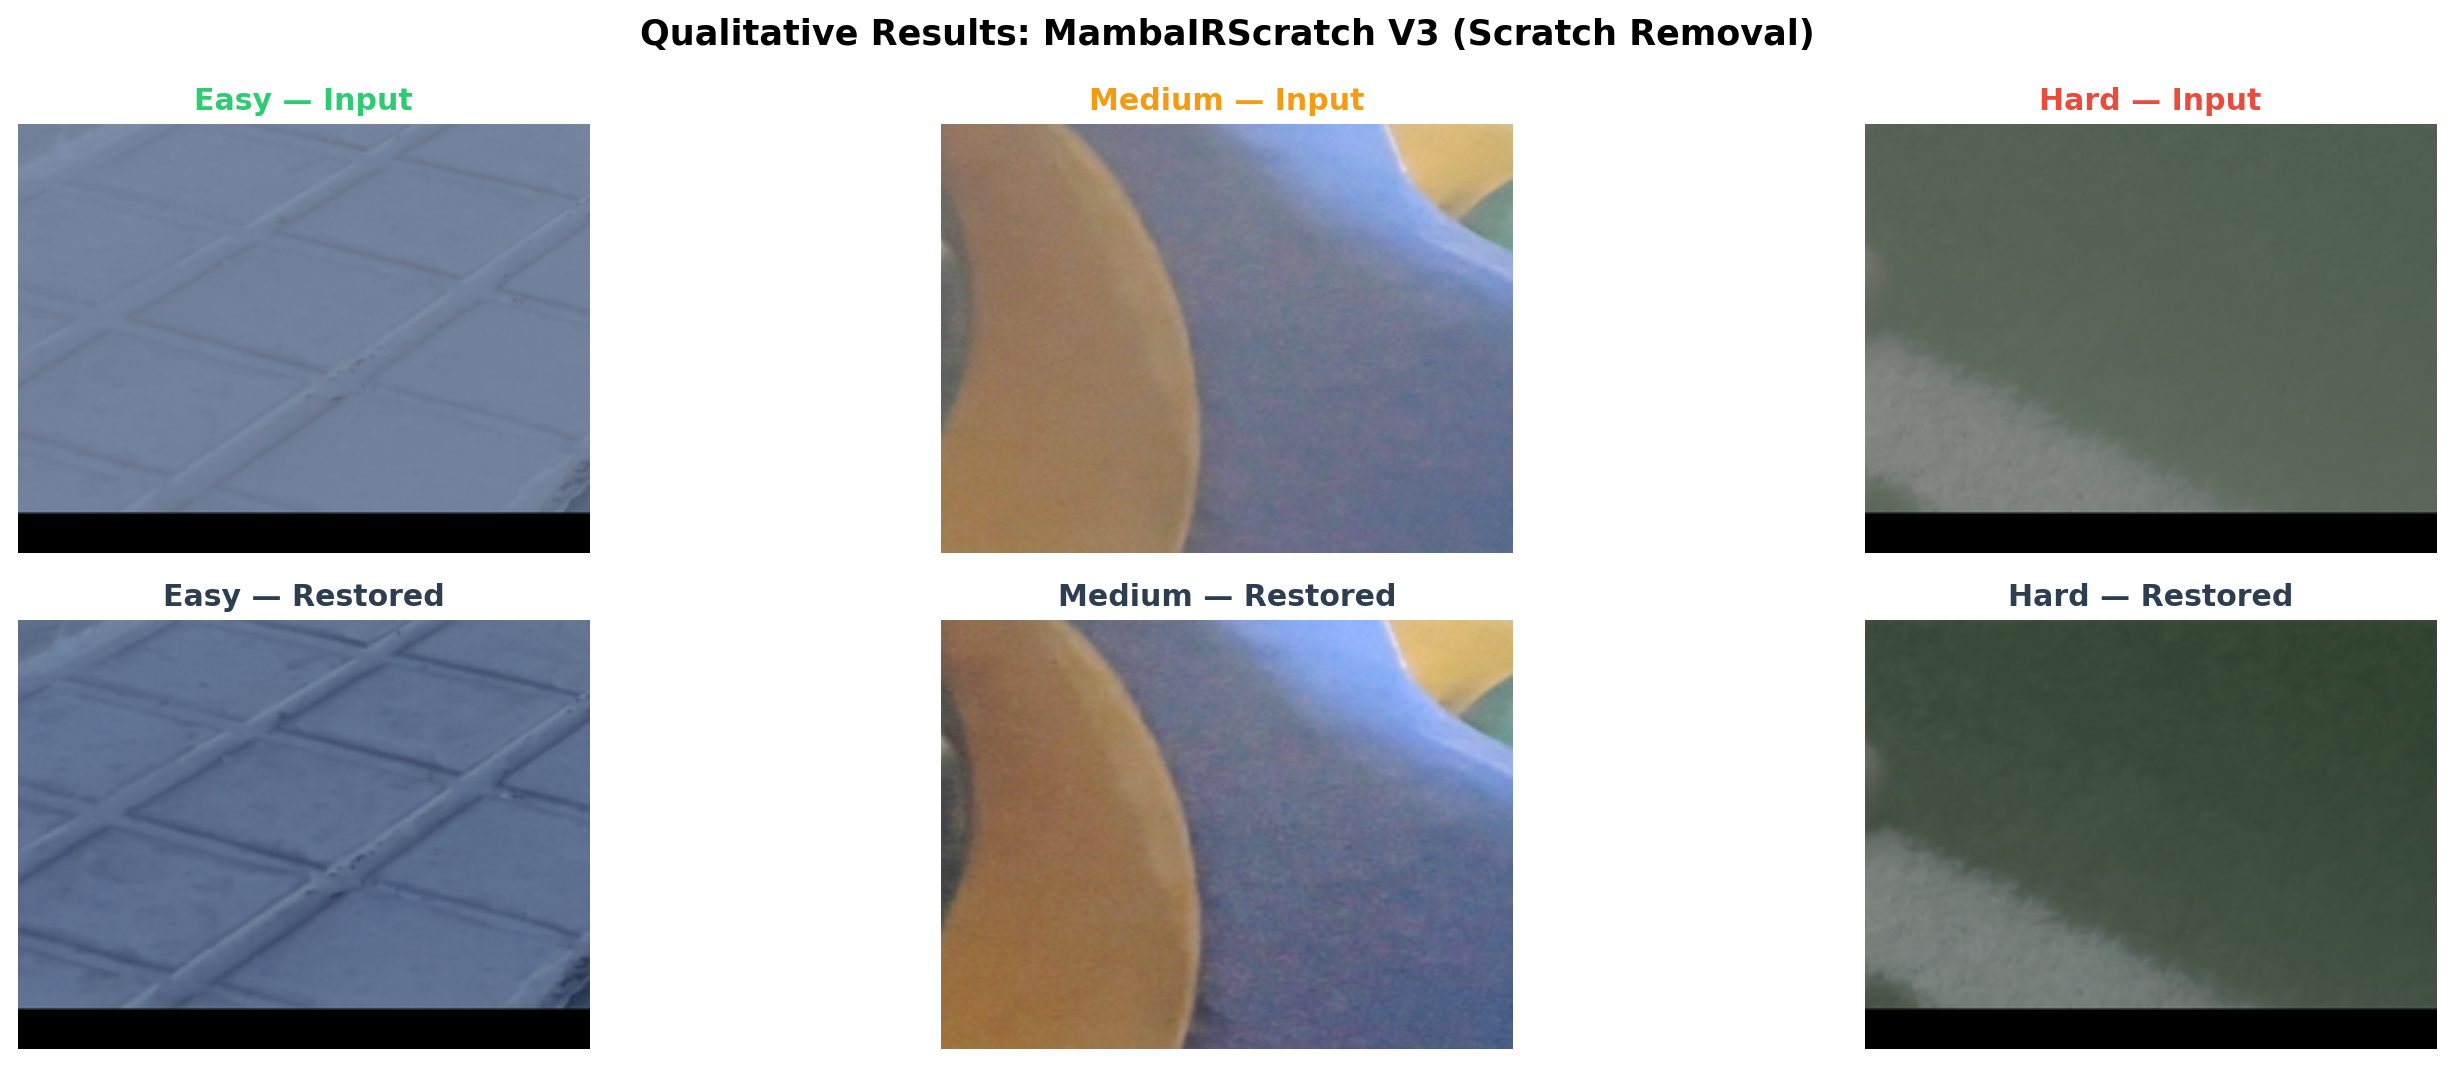 Qualitative Results: MambaIRScratch V3 (Scratch Removal)
Easy — Input
Medium — Input
Hard — Input
Easy — Restored
Medium — Restored
Hard — Restored